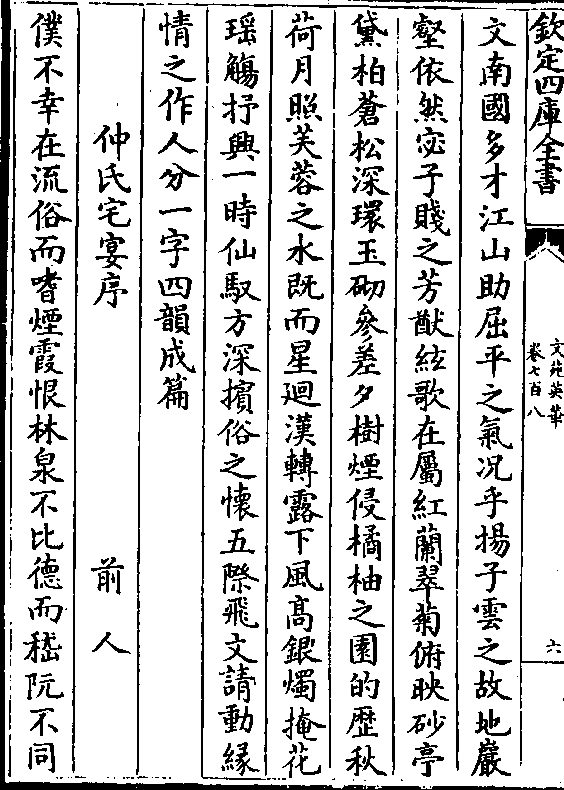 欽定四庫全書
文苑英華
卷七百八
六
文南國多才江山助屈平之氣况乎揚子雲之故地巖
壑依然宓子賤之芳猷絃歌在屬紅蘭翠菊俯映砂亭
黛柏蒼松深環玉砌參差夕樹煙侵橘柚之園的歴秋
荷月照芙蓉之水既而星廻漢轉露下風髙銀燭掩花
瑶觴抒興一時仙馭方深擯俗之懐五際飛文請動縁
情之作人分一字四韻成篇
仲氏宅宴序 前人
僕不幸在流俗而嗜煙霞恨林泉不比德而嵇阮不同